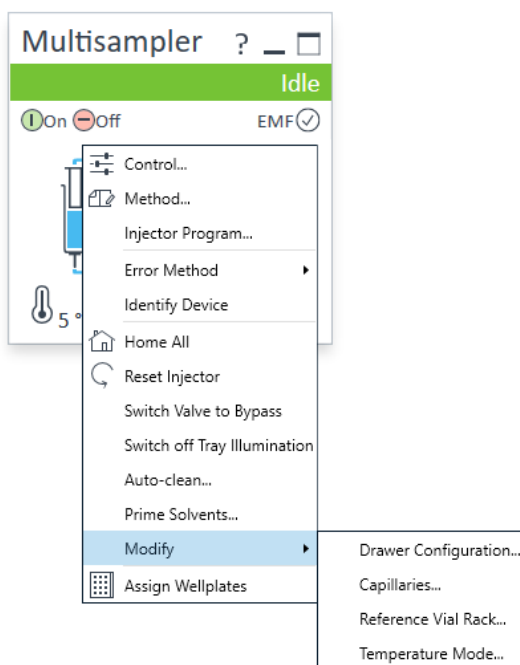 Multisampler ? 
Idle
On Off EMF
Control...
Method...
Injector Program...
Error Method
Identify Device
5 °
Home All
Reset Injector
Switch Valve to Bypass
Switch off Tray Illumination
Auto-clean...
Prime Solvents...
Modify
Drawer Configuration...
Assign Wellplates
Capillaries...
Reference Vial Rack...
Temperature Mode...